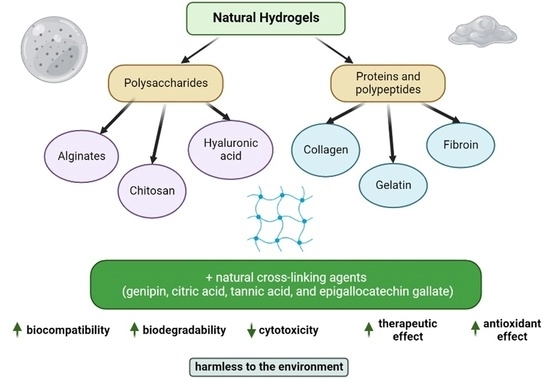 Natural Hydrogels
Polysaccharides
Proteins and
polypeptides
Alginates
Chitosan
Hyaluronic
acid
Collagen
Gelatin
Fibroin
+ natural cross-linking agents
(genipin, citric acid, tannic acid, and epigallocatechin gallate)
biocompatibility
biodegradability
cytotoxicity
therapeutic
effect
antioxidant
effect
harmless to the environment